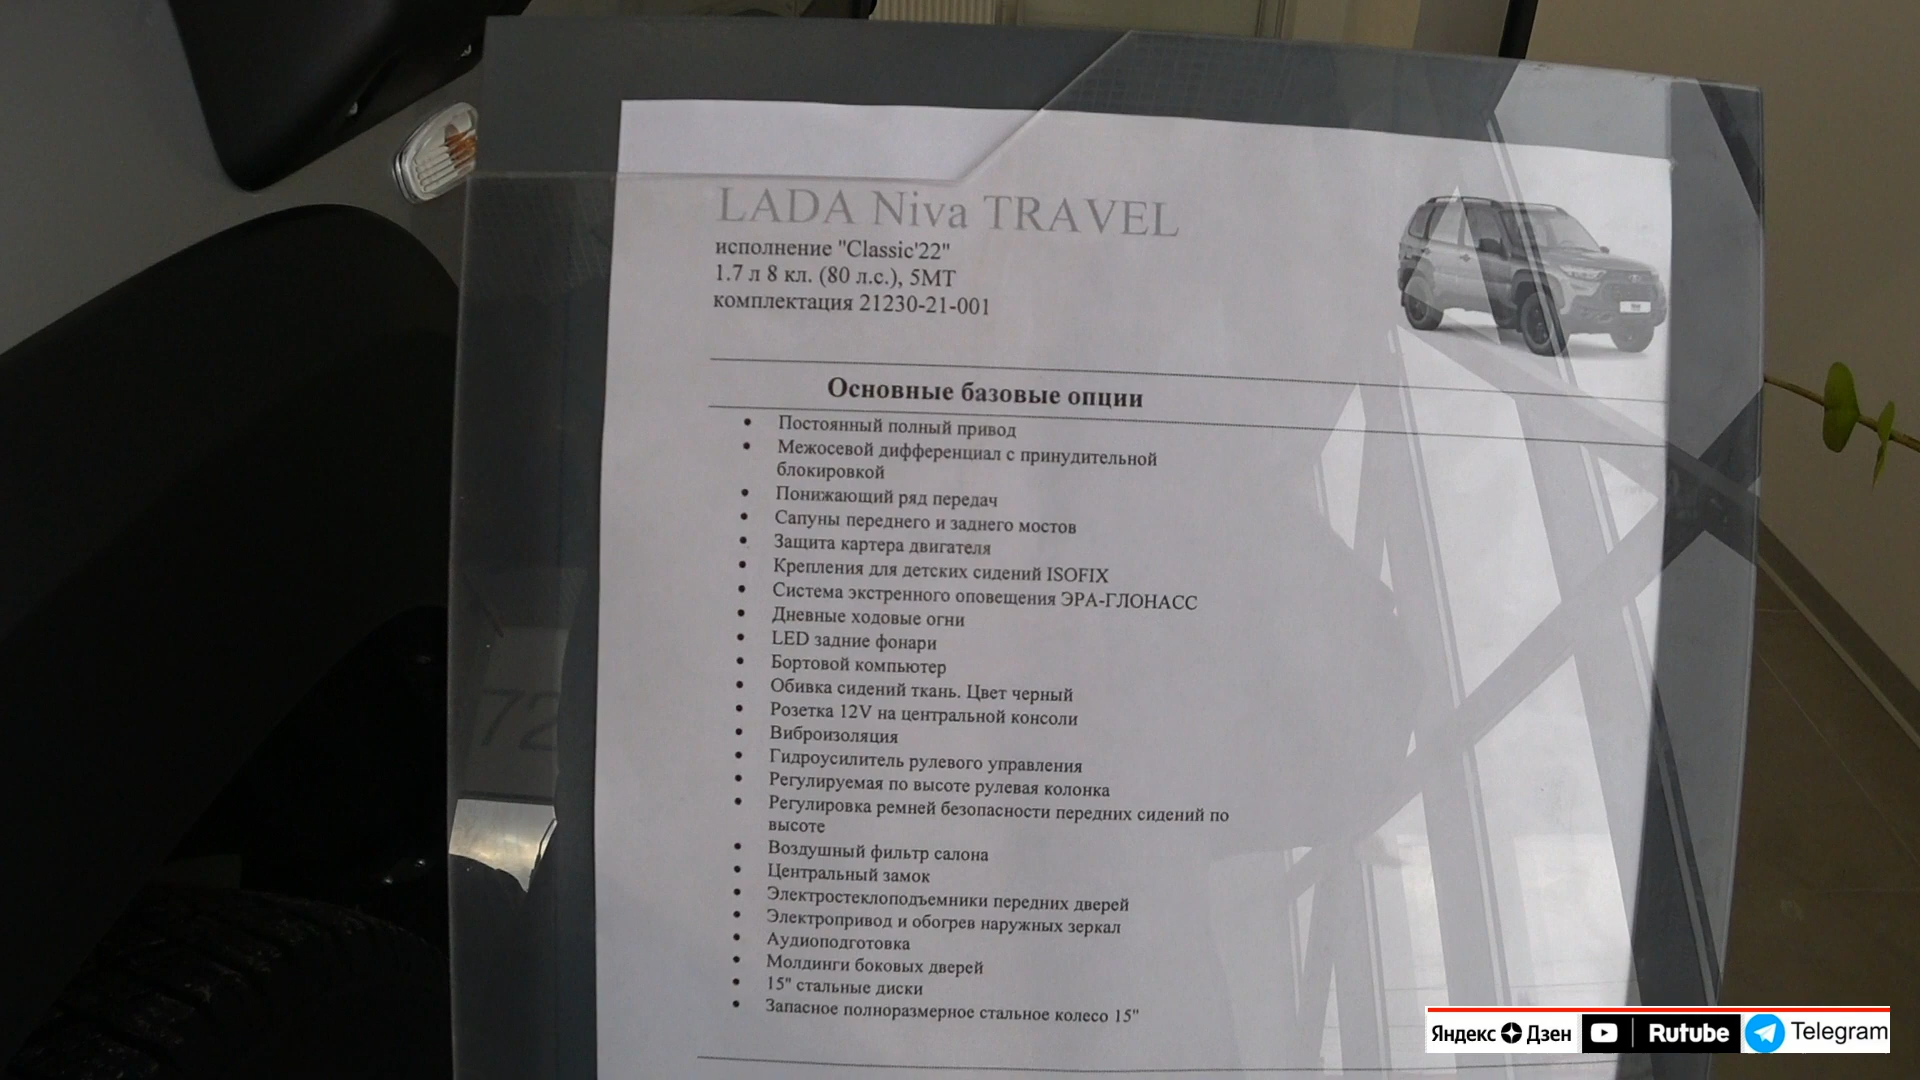 LADA Niva TRAVEL
исполнение "Classic'22"
1.7 л 8 кл. (80 л.с.), 5МТ
комплектация 21230-21-001
Основные базовые опции
• Постоянный полный привод
• Межосевой дифференциал с принудительной
блокировкой
• Понижающий ряд передач
• Сапуны переднего и заднего мостов
• Защита картера двигателя
• Крепления для детских сидений ISOFIX
• Система экстренного оповещения ЭРА-ГЛОНАСС
• Дневные ходовые огни
• LED задние фонари
• Бортовой компьютер
• Обивка сидений ткань. Цвет черный
• Розетка 12V на центральной консоли
• Виброизоляция
• Гидроусилитель рулевого управления
• Регулируемая по высоте рулевая колонка
• Регулировка ремней безопасности передних сидений по
высоте
• Воздушный фильтр салона
• Центральный замок
• Электростеклоподъемники передних дверей
• Электропривод и обогрев наружных зеркал
• Аудиоподготовка
• Молдинги боковых дверей
• 15" стальные диски
• Запасное полноразмерное стальное колесо 15"
72
Яндекс Дзен Rutube Telegram